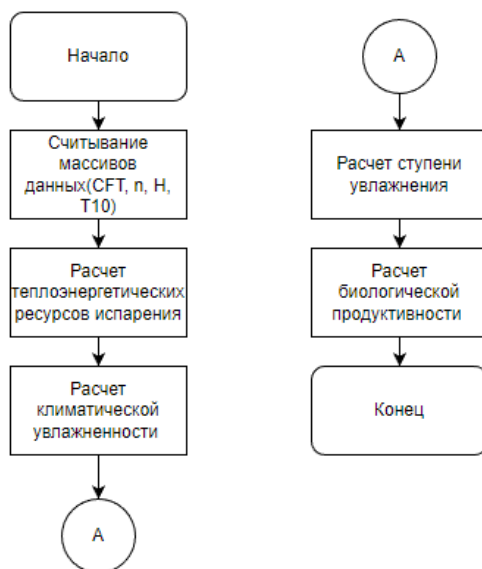 Начало
Считывание
массивов
данных(CFT, n, H,
T10)
Расчет
теплоэнергетических
ресурсов испарения
Расчет
климатической
увлажненности
А
А
Расчет ступени
увлажнения
Расчет
биологической
продуктивности
Конец